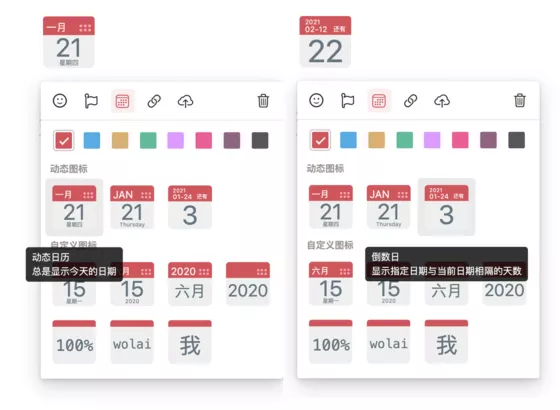 一月
21
星期四
动态图标
一月
21
星期四
JAN
21
Thursday
2021
01-24 还有
3
自定义图标
动态日历
总是显示今天的日期
月
15
星期一
月
15
2020
2020
六月
2020
100%
wolai
我
2021
02-12 还有
22
动态图标
一月
21
星期四
JAN
21
Thursday
2021
01-24 还有
3
自定义图标
倒数日
显示指定日期与当前日期相隔的天数
六月
15
星期一
15
2020
六月
2020
100%
wolai
我